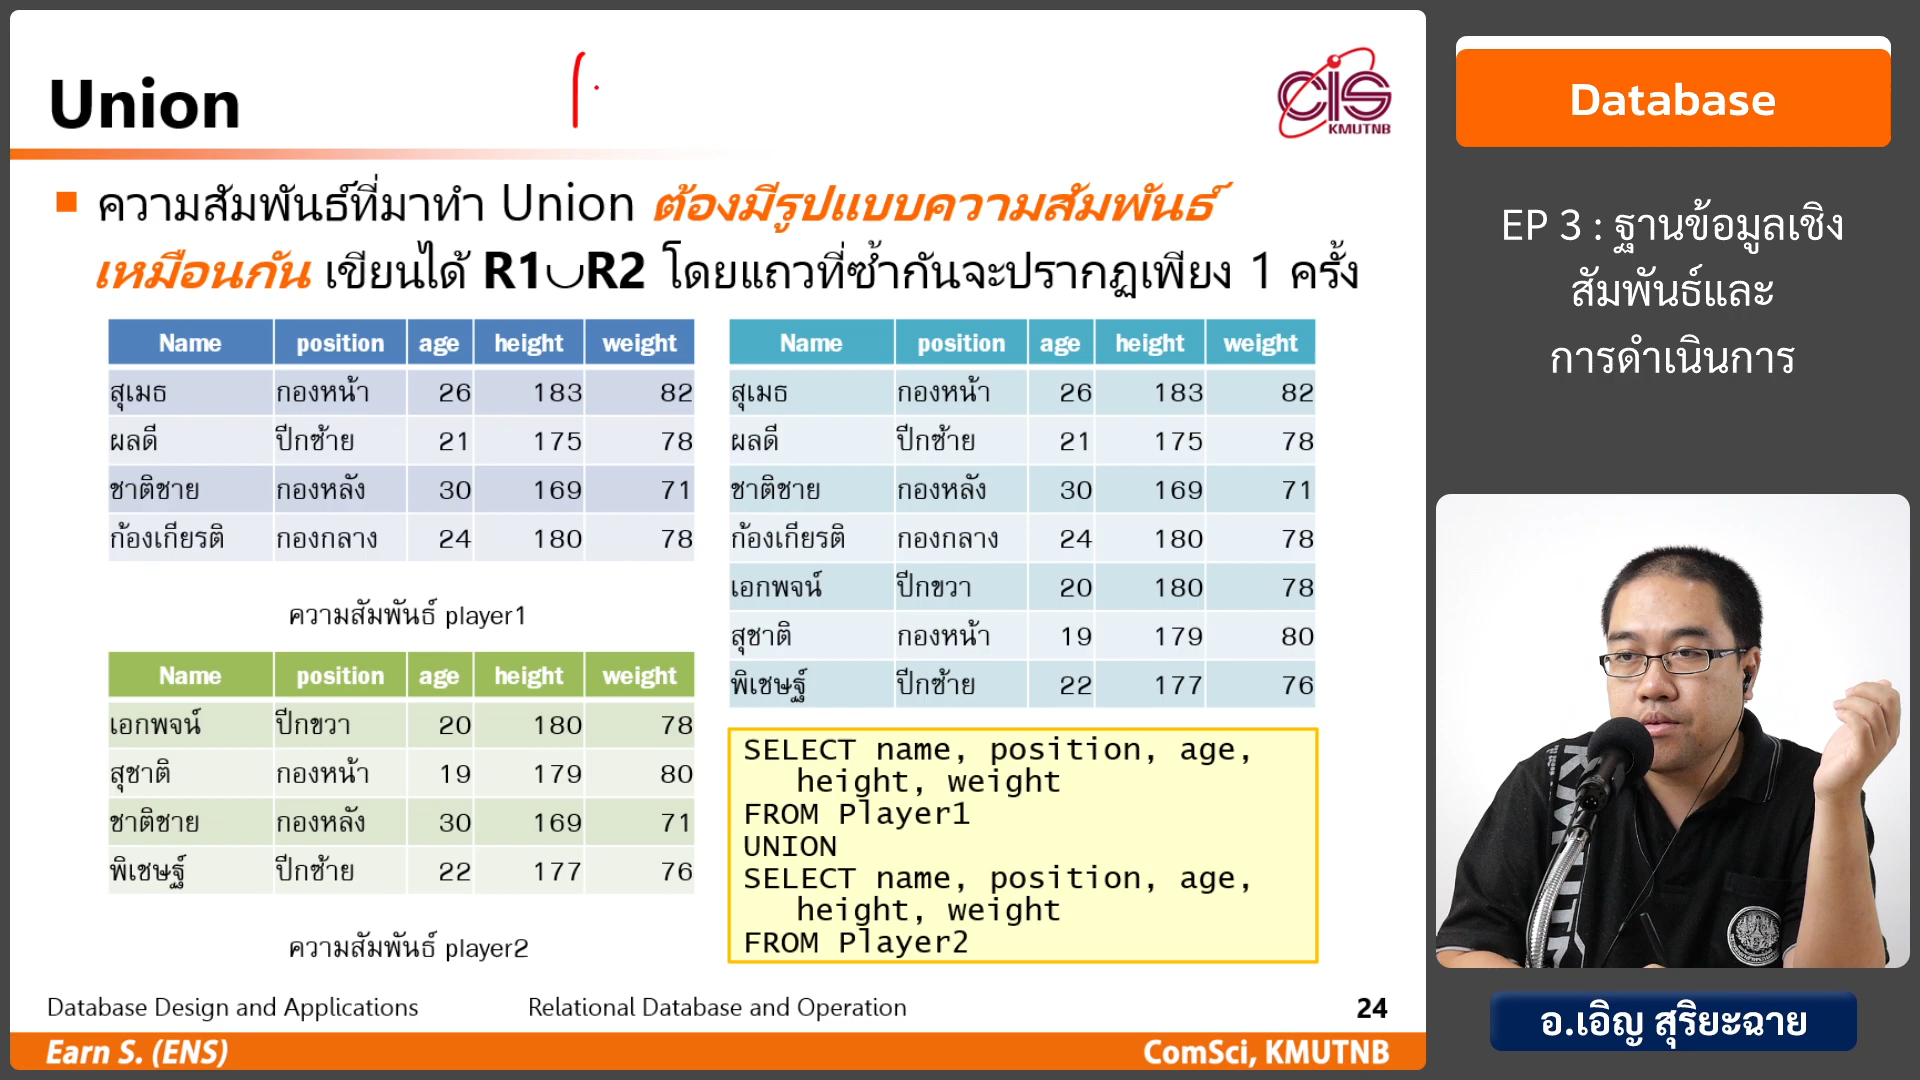 Union
CIS
KMUTNB
ความสัมพันธ์ที่มาทำ Union ต้องมีรูปแบบความสัมพันธ์
เหมือนกัน เขียนได้ R1∪R2 โดยแถวที่ซ้ำกันจะปรากฏเพียง 1 ครั้ง
Name position age height weight
สุเมธ กองหน้า 26 183 82
ผลดี ปีกซ้าย 21 175 78
ชาติชาย กองหลัง 30 169 71
ก้องเกียรติ กองกลาง 24 180 78
ความสัมพันธ์ player1
Name position age height weight
เอกพจน์ ปีกขวา 20 180 78
สุชาติ กองหน้า 19 179 80
ชาติชาย กองหลัง 30 169 71
พิเชษฐ์ ปีกซ้าย 22 177 76
ความสัมพันธ์ player2
Name position age height weight
สุเมธ กองหน้า 26 183 82
ผลดี ปีกซ้าย 21 175 78
ชาติชาย กองหลัง 30 169 71
ก้องเกียรติ กองกลาง 24 180 78
เอกพจน์ ปีกขวา 20 180 78
สุชาติ กองหน้า 19 179 80
พิเชษฐ์ ปีกซ้าย 22 177 76
SELECT name, position, age,
height, weight
FROM Player1
UNION
SELECT name, position, age,
height, weight
FROM Player2
Database Design and Applications Relational Database and Operation 24
Earn S. (ENS) ComSci, KMUTNB
Database
EP 3 : ฐานข้อมูลเชิง
สัมพันธ์และ
การดำเนินการ
อ.เอิญ สุริยะฉาย